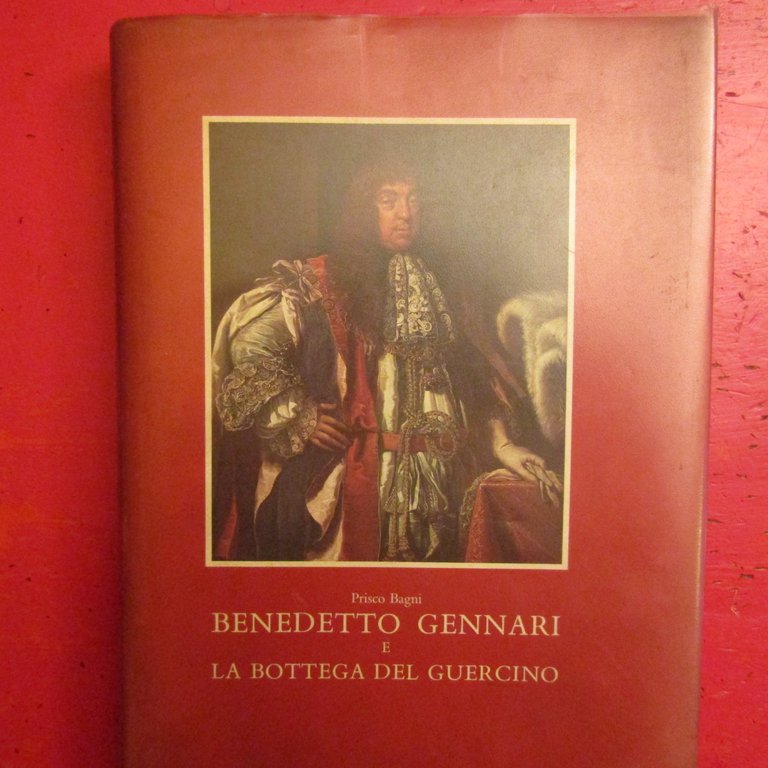 Prisco Bagni
BENEDETTO GENNARI
E
LA BOTTEGA DEL GUERCINO